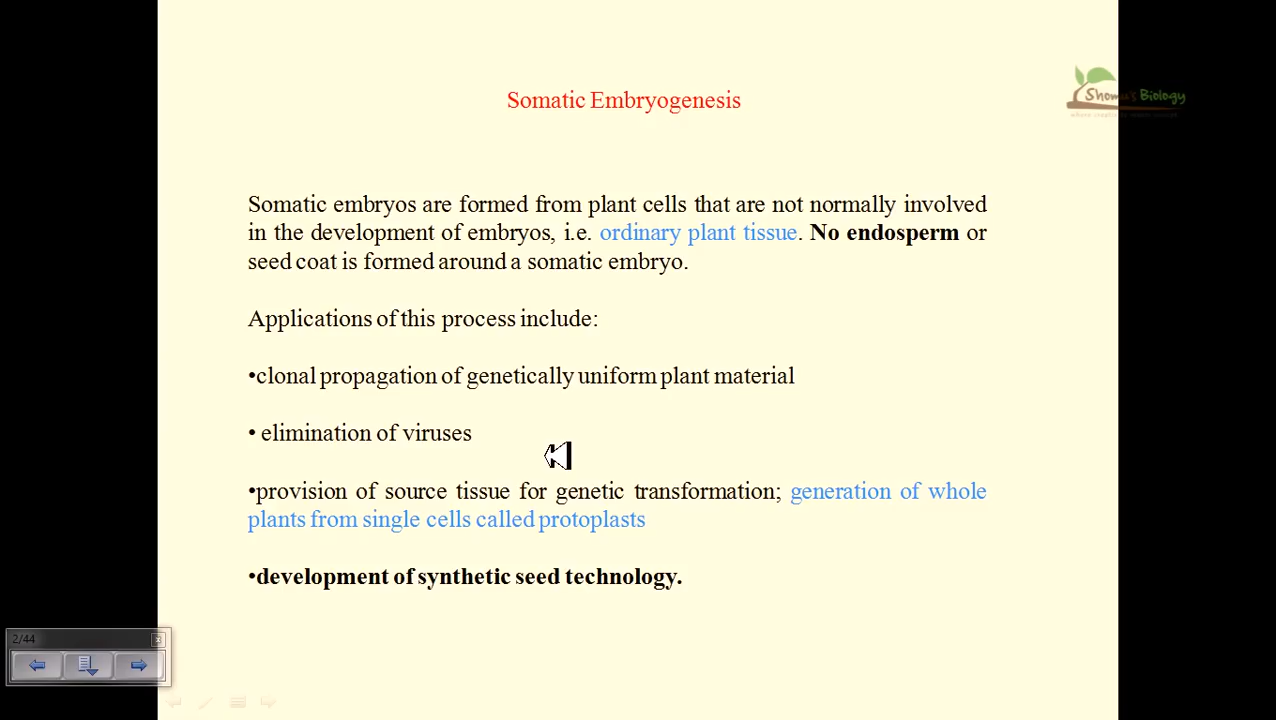 Somatic Embryogenesis
Shomu's Biology
Somatic embryos are formed from plant cells that are not normally involved
in the development of embryos, i.e. ordinary plant tissue. No endosperm or
seed coat is formed around a somatic embryo.
Applications of this process include:
•clonal propagation of genetically uniform plant material
• elimination of viruses
•provision of source tissue for genetic transformation; generation of whole
plants from single cells called protoplasts
•development of synthetic seed technology.
2/44